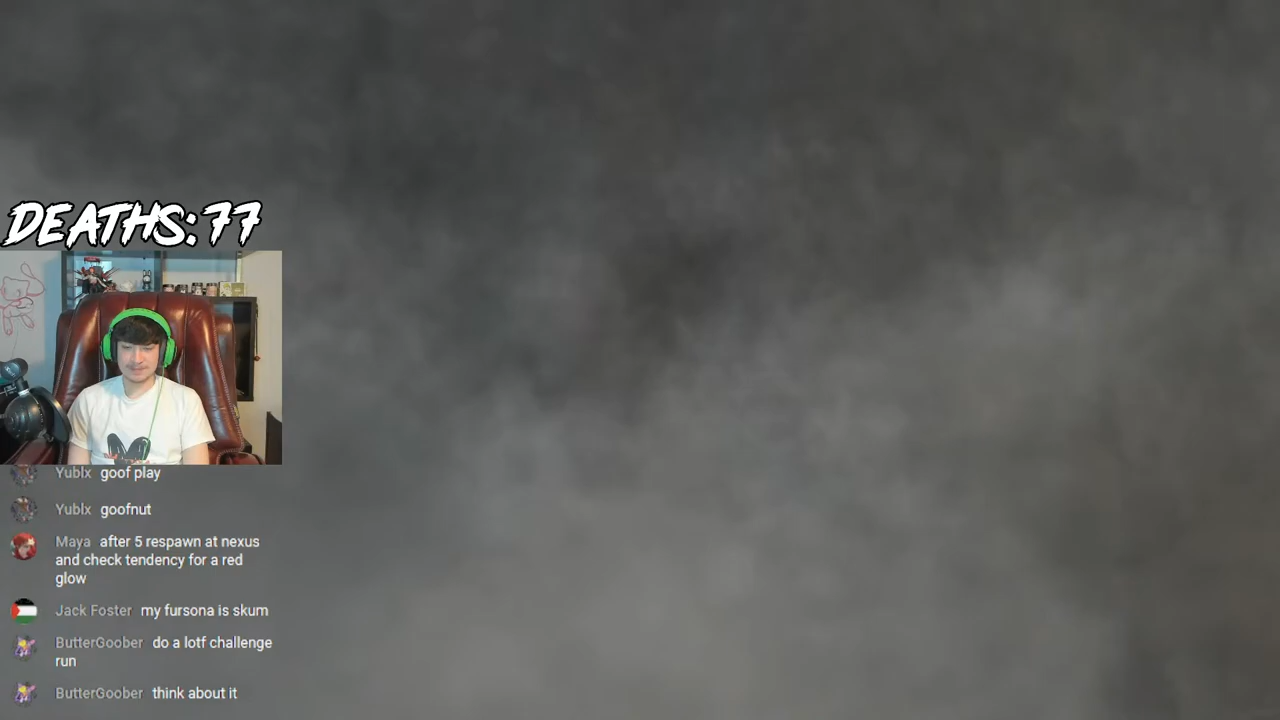 DEATHS:77
Yublx goof play
Yublx goofnut
Maya after 5 respawn at nexus
and check tendency for a red
glow
Jack Foster my fursona is skum
ButterGoober do a lotf challenge
run
ButterGoober think about it